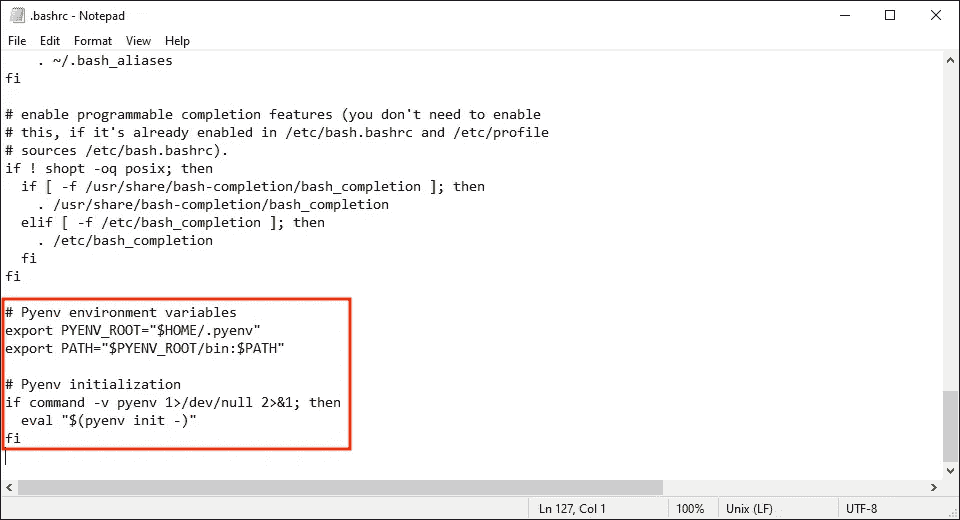 .bashrc - Notepad
File Edit Format View Help
    . ~/.bash_aliases
fi

# enable programmable completion features (you don't need to enable
# this, if it's already enabled in /etc/bash.bashrc and /etc/profile
# sources /etc/bash.bashrc).
if ! shopt -oq posix; then
  if [ -f /usr/share/bash-completion/bash_completion ]; then
    . /usr/share/bash-completion/bash_completion
  elif [ -f /etc/bash_completion ]; then
    . /etc/bash_completion
  fi
fi

# Pyenv environment variables
export PYENV_ROOT="$HOME/.pyenv"
export PATH="$PYENV_ROOT/bin:$PATH"

# Pyenv initialization
if command -v pyenv 1>/dev/null 2>&1; then
  eval "$(pyenv init -)"
fi
Ln 127, Col 1 100% Unix (LF) UTF-8